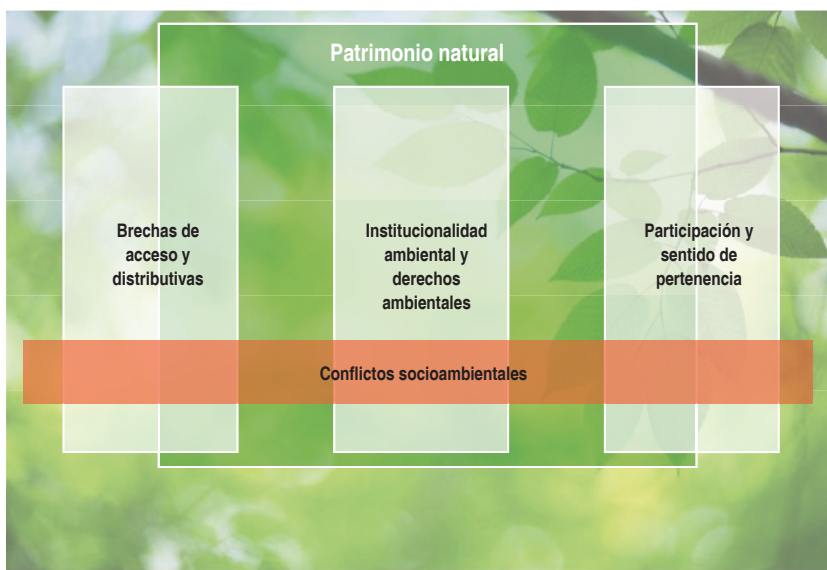 Patrimonio natural
Brechas de
acceso y
distributivas
Institucionalidad
ambiental y
derechos
ambientales
Participación y
sentido de
pertenencia
Conflictos socioambientales